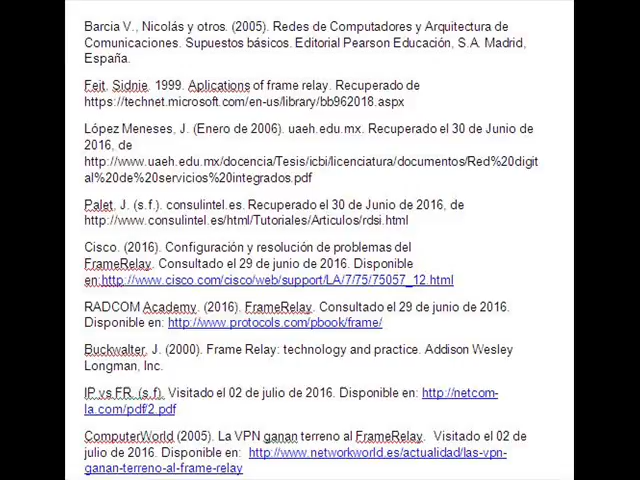 Barcia V., Nicolás y otros. (2005). Redes de Computadores y Arquitectura de
Comunicaciones. Supuestos básicos. Editorial Pearson Educación, S.A. Madrid,
España.
Feit, Sidnie. 1999. Aplications of frame relay. Recuperado de
https://technet.microsoft.com/en-us/library/bb962018.aspx
López Meneses, J. (Enero de 2006). uaeh.edu.mx. Recuperado el 30 de Junio de
2016, de
http://www.uaeh.edu.mx/docencia/Tesis/icbi/licenciatura/documentos/Red%20digit
al%20de%20servicios%20integrados.pdf
Palet, J. (s.f.). consulintel.es. Recuperado el 30 de Junio de 2016, de
http://www.consulintel.es/html/Tutoriales/Articulos/rdsi.html
Cisco. (2016). Configuración y resolución de problemas del
FrameRelay. Consultado el 29 de junio de 2016. Disponible
en:http://www.cisco.com/cisco/web/support/LA/7/75/75057_12.html
RADCOM Academy. (2016). FrameRelay. Consultado el 29 de junio de 2016.
Disponible en: http://www.protocols.com/pbook/frame/
Buckwalter, J. (2000). Frame Relay: technology and practice. Addison Wesley
Longman, Inc.
IP vs FR. (s.f). Visitado el 02 de julio de 2016. Disponible en: http://netcom-
la.com/pdf/2.pdf
ComputerWorld (2005). La VPN ganan terreno al FrameRelay. Visitado el 02 de
julio de 2016. Disponible en: http://www.networkworld.es/actualidad/las-vpn-
ganan-terreno-al-frame-relay